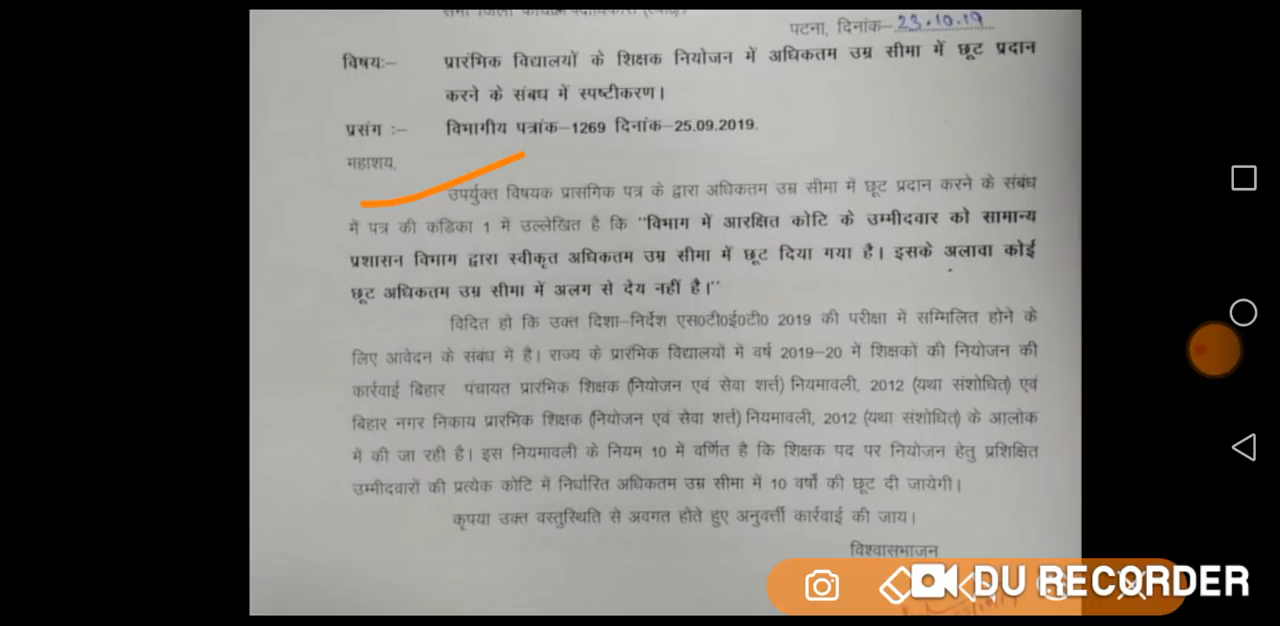 पटना, दिनांक–23.10.19
विषयः– प्रारंभिक विद्यालयों के शिक्षक नियोजन में अधिकतम उम्र सीमा में छूट प्रदान
करने के संबध में स्पष्टीकरण।
प्रसंग :– विभागीय पत्रांक–1269 दिनांक–25.09.2019.
महाशय,
उपर्युक्त विषयक प्रासंगिक पत्र के द्वारा अधिकतम उम्र सीमा में छूट प्रदान करने के संबंध
में पत्र की कंडिका 1 में उल्लेखित है कि "विभाग में आरक्षित कोटि के उम्मीदवार को सामान्य
प्रशासन विभाग द्वारा स्वीकृत अधिकतम उम्र सीमा में छूट दिया गया है। इसके अलावा कोई
छूट अधिकतम उम्र सीमा में अलग से देय नहीं है।"
विदित हो कि उक्त दिशा–निर्देश एस0टी0ई0टी0 2019 की परीक्षा में सम्मिलित होने के
लिए आवेदन के संबंध में है। राज्य के प्रारंभिक विद्यालयों में वर्ष 2019–20 में शिक्षकों की नियोजन की
कार्रवाई बिहार पंचायत प्रारंभिक शिक्षक (नियोजन एवं सेवा शर्त्त) नियमावली, 2012 (यथा संशोधित) एवं
बिहार नगर निकाय प्रारंभिक शिक्षक (नियोजन एवं सेवा शर्त्त) नियमावली, 2012 (यथा संशोधित) के आलोक
में की जा रही है। इस नियमावली के नियम 10 में वर्णित है कि शिक्षक पद पर नियोजन हेतु प्रशिक्षित
उम्मीदवारों की प्रत्येक कोटि में निर्धारित अधिकतम उम्र सीमा में 10 वर्षो की छूट दी जायेगी।
कृपया उक्त वस्तुस्थिति से अवगत होते हुए अनुवर्त्ती कार्रवाई की जाय।
विश्वासभाजन
DU RECORDER